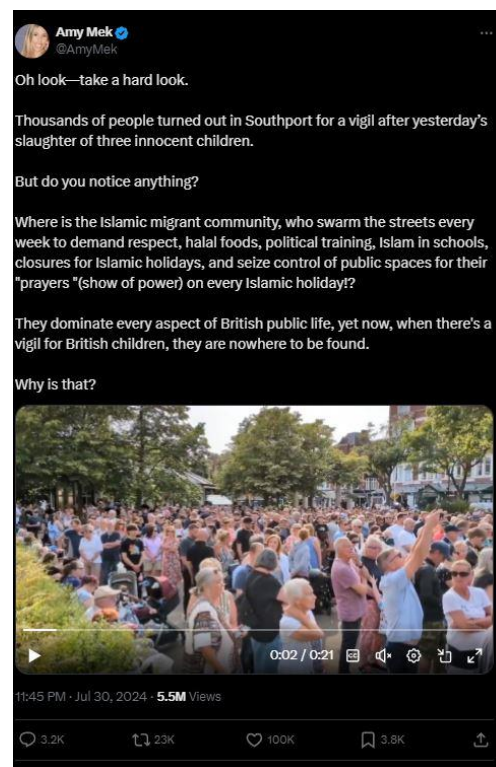 Amy Mek
@AmyMek
Oh look—take a hard look.
Thousands of people turned out in Southport for a vigil after yesterday's
slaughter of three innocent children.
But do you notice anything?
Where is the Islamic migrant community, who swarm the streets every
week to demand respect, halal foods, political training, Islam in schools,
closures for Islamic holidays, and seize control of public spaces for their
"prayers "(show of power) on every Islamic holiday!?
They dominate every aspect of British public life, yet now, when there's a
vigil for British children, they are nowhere to be found.
Why is that?
0:02 / 0:21
CC
11:45 PM · Jul 30, 2024 · 5.5M Views
3.2K 23K 100K 3.8K